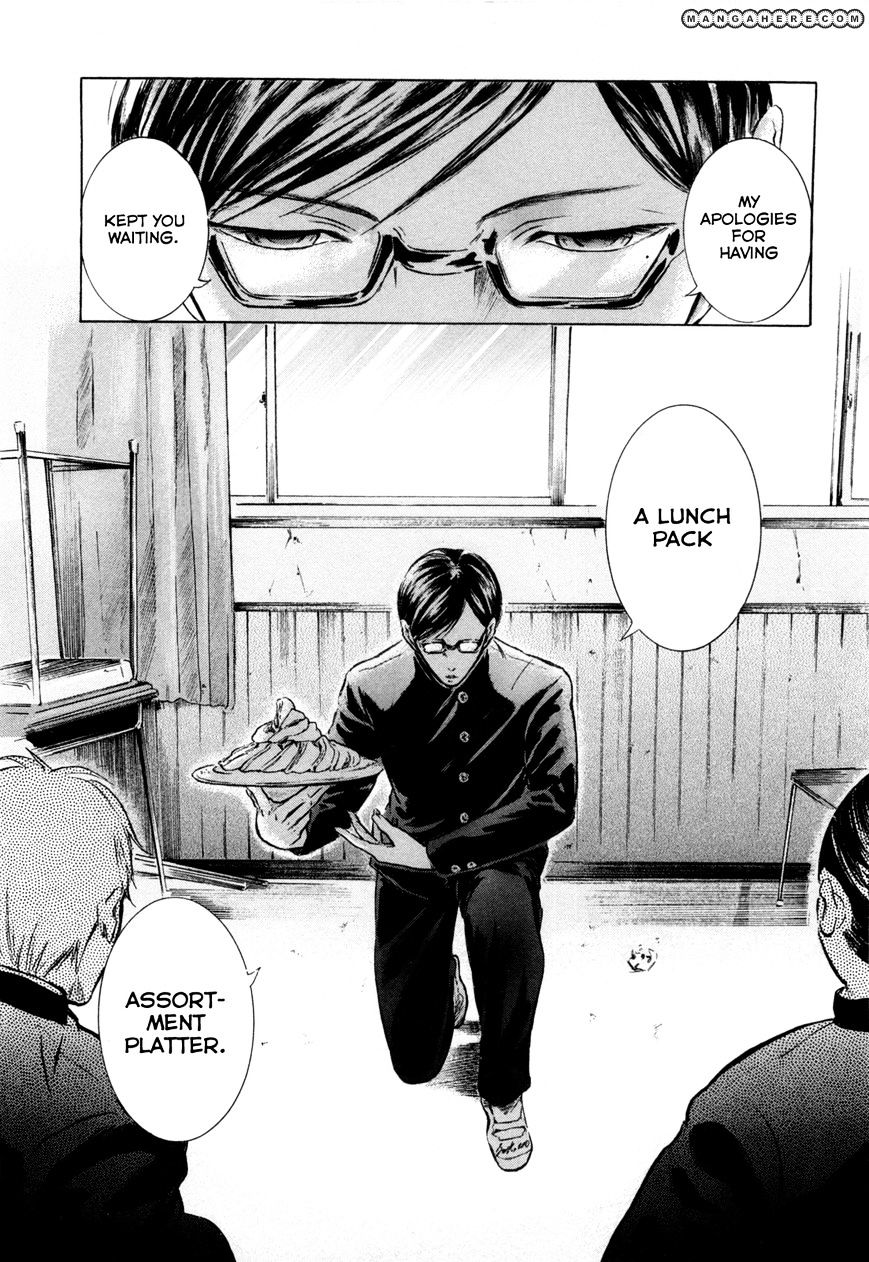 MANGAHERE.COM
MY
APOLOGIES
FOR
HAVING
KEPT YOU
WAITING.
A LUNCH
PACK
ASSORT-
MENT
PLATTER.